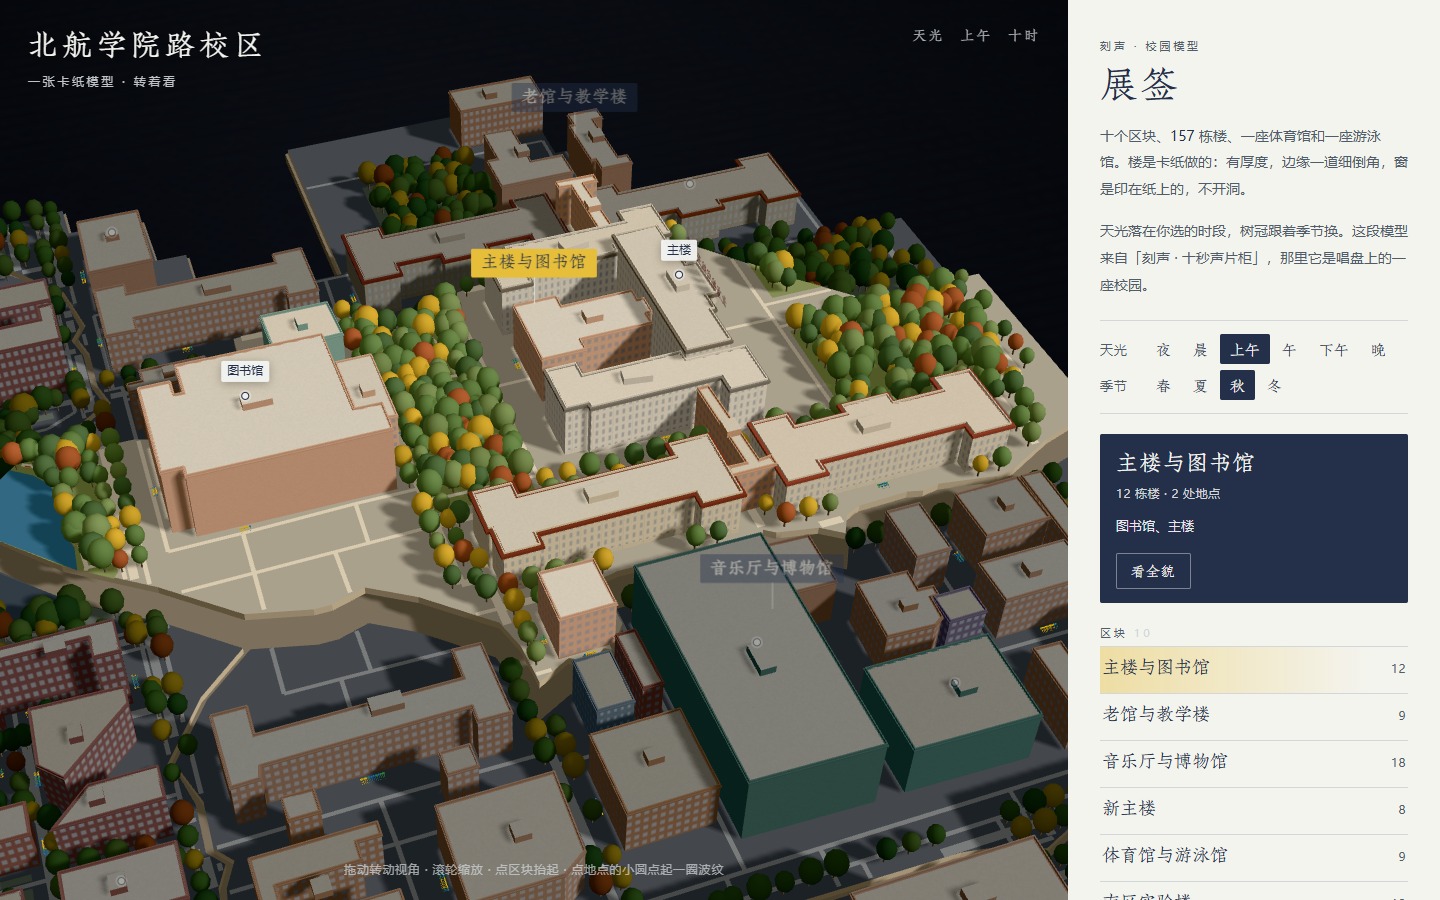 北航学院路校区
一张卡纸模型 · 转着看
天光 上午 十时
老馆与教学楼
主楼与图书馆
主楼
图书馆
音乐厅与博物馆
拖动转动视角 · 滚轮缩放 · 点区块抬起 · 点地点的小圆点起一圈波纹
刻声 · 校园模型
展签
十个区块、157 栋楼、一座体育馆和一座游泳
馆。楼是卡纸做的：有厚度，边缘一道细倒角，窗
是印在纸上的，不开洞。
天光落在你选的时段，树冠跟着季节换。这段模型
来自「刻声 · 十秒声片柜」，那里它是唱盘上的一
座校园。
天光 夜 晨 上午 午 下午 晚
季节 春 夏 秋 冬
主楼与图书馆
12 栋楼 · 2 处地点
图书馆、主楼
看全貌
区块 10
主楼与图书馆 12
老馆与教学楼 9
音乐厅与博物馆 18
新主楼 8
体育馆与游泳馆 9